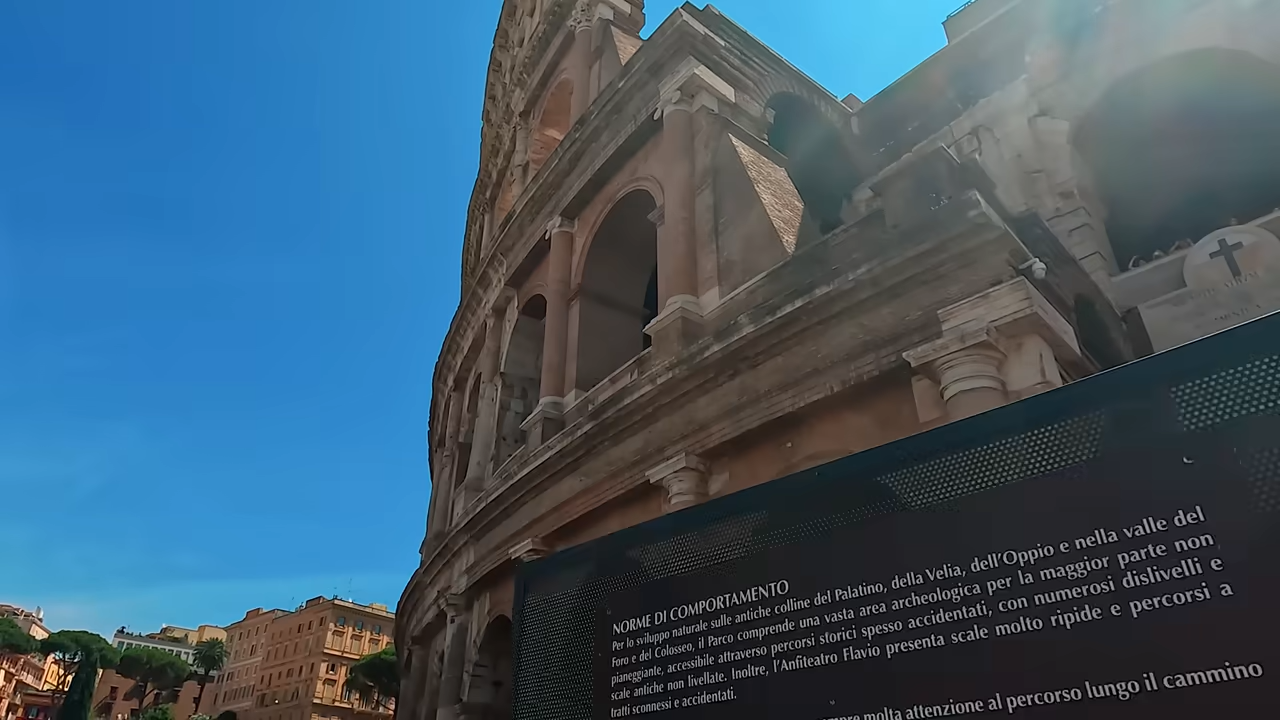 NORME DI COMPORTAMENTO
Per lo sviluppo naturale sulle antiche colline del Palatino, della Velia, dell'Oppio e nella valle del
Foro e del Colosseo, il Parco comprende una vasta area archeologica per la maggior parte non
pianeggiante, accessibile attraverso percorsi storici spesso accidentati, con numerosi dislivelli e
scale antiche non livellate. Inoltre, l'Anfiteatro Flavio presenta scale molto ripide e percorsi a
tratti sconnessi e accidentati.
molta attenzione al percorso lungo il cammino